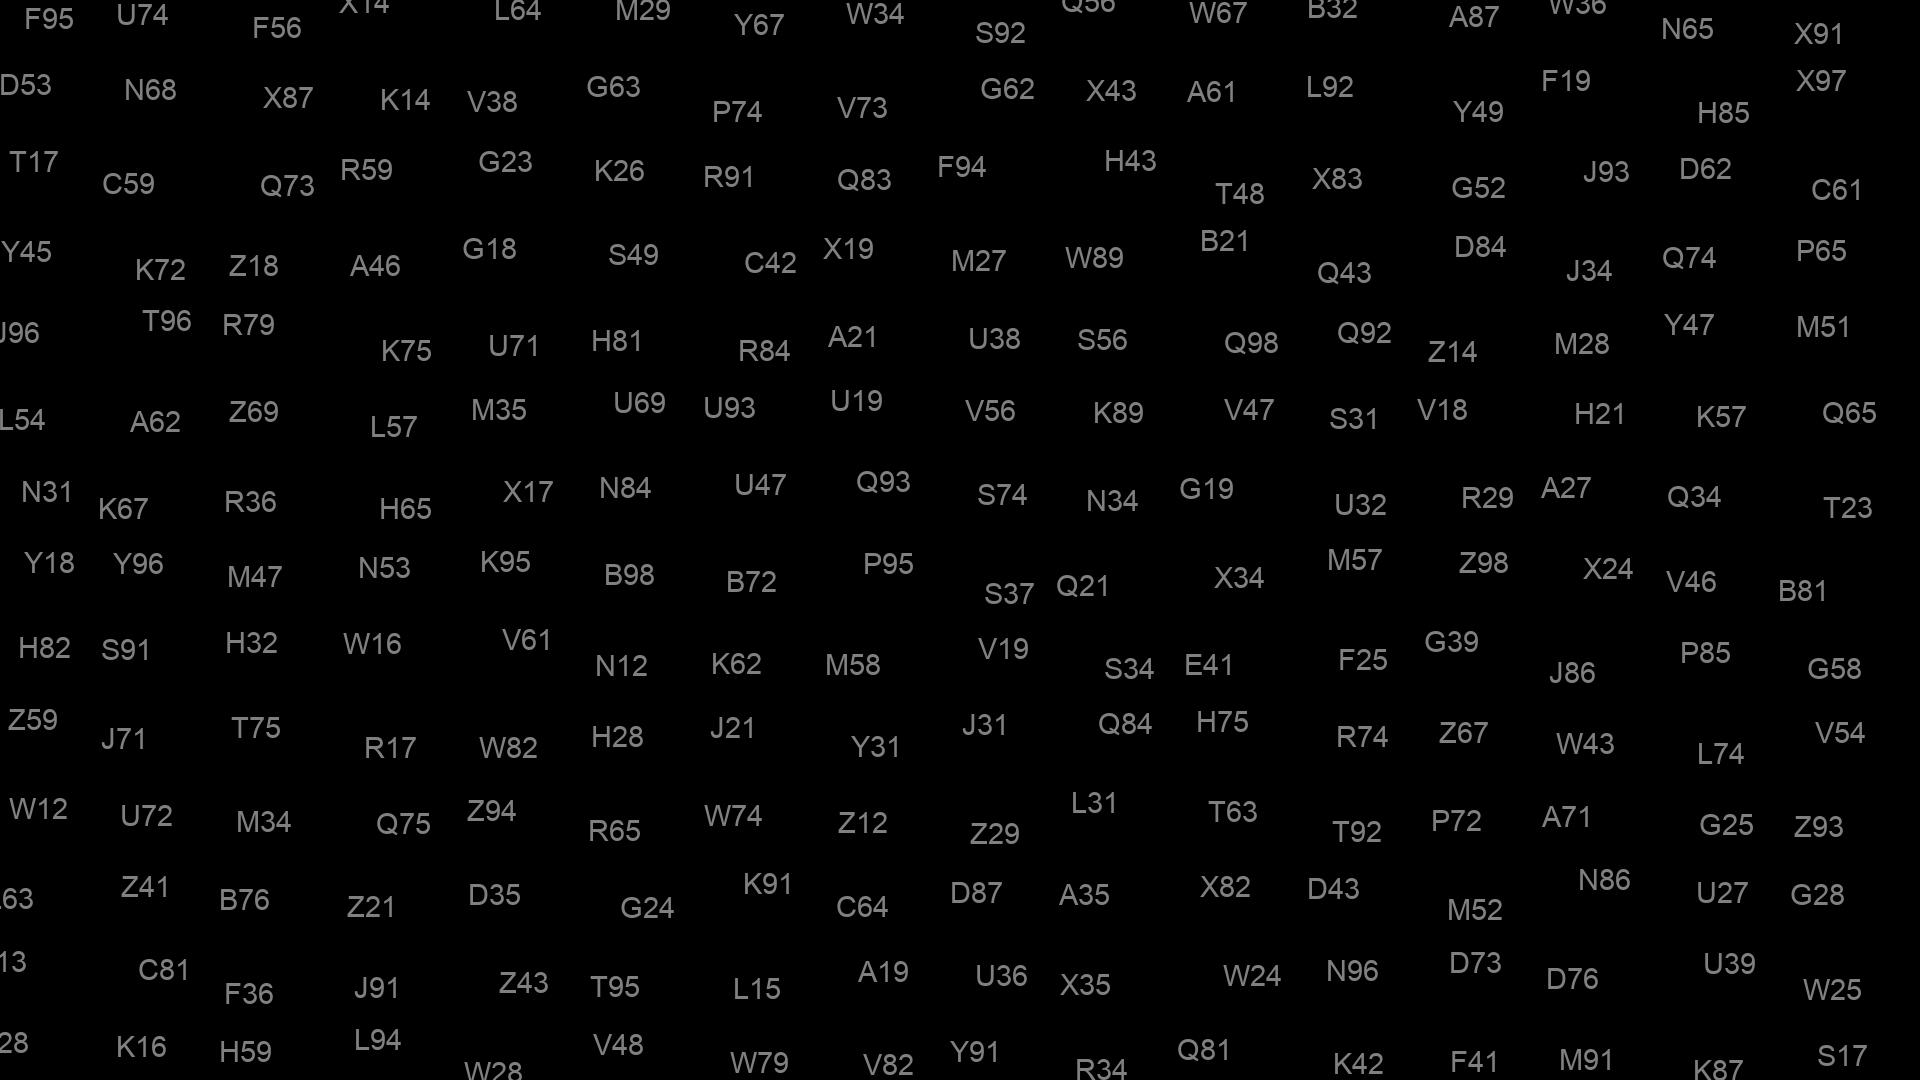 F95 U74 F56 X14 L64 M29 Y67 W34 S92 Q56 W67 B32 A87 W36 N65 X91
D53 N68 X87 K14 V38 G63 P74 V73 G62 X43 A61 L92 Y49 F19 H85 X97
T17 C59 Q73 R59 G23 K26 R91 Q83 F94 H43 T48 X83 G52 J93 D62 C61
Y45 K72 Z18 A46 G18 S49 C42 X19 M27 W89 B21 Q43 D84 J34 Q74 P65
J96 T96 R79 K75 U71 H81 R84 A21 U38 S56 Q98 Q92 Z14 M28 Y47 M51
L54 A62 Z69 L57 M35 U69 U93 U19 V56 K89 V47 S31 V18 H21 K57 Q65
N31 K67 R36 H65 X17 N84 U47 Q93 S74 N34 G19 U32 R29 A27 Q34 T23
Y18 Y96 M47 N53 K95 B98 B72 P95 S37 Q21 X34 M57 Z98 X24 V46 B81
H82 S91 H32 W16 V61 N12 K62 M58 V19 S34 E41 F25 G39 J86 P85 G58
Z59 J71 T75 R17 W82 H28 J21 Y31 J31 Q84 H75 R74 Z67 W43 L74 V54
W12 U72 M34 Q75 Z94 R65 W74 Z12 Z29 L31 T63 T92 P72 A71 G25 Z93
63 Z41 B76 Z21 D35 G24 K91 C64 D87 A35 X82 D43 M52 N86 U27 G28
13 C81 F36 J91 Z43 T95 L15 A19 U36 X35 W24 N96 D73 D76 U39 W25
28 K16 H59 L94 W28 V48 W79 V82 Y91 R34 Q81 K42 F41 M91 K87 S17